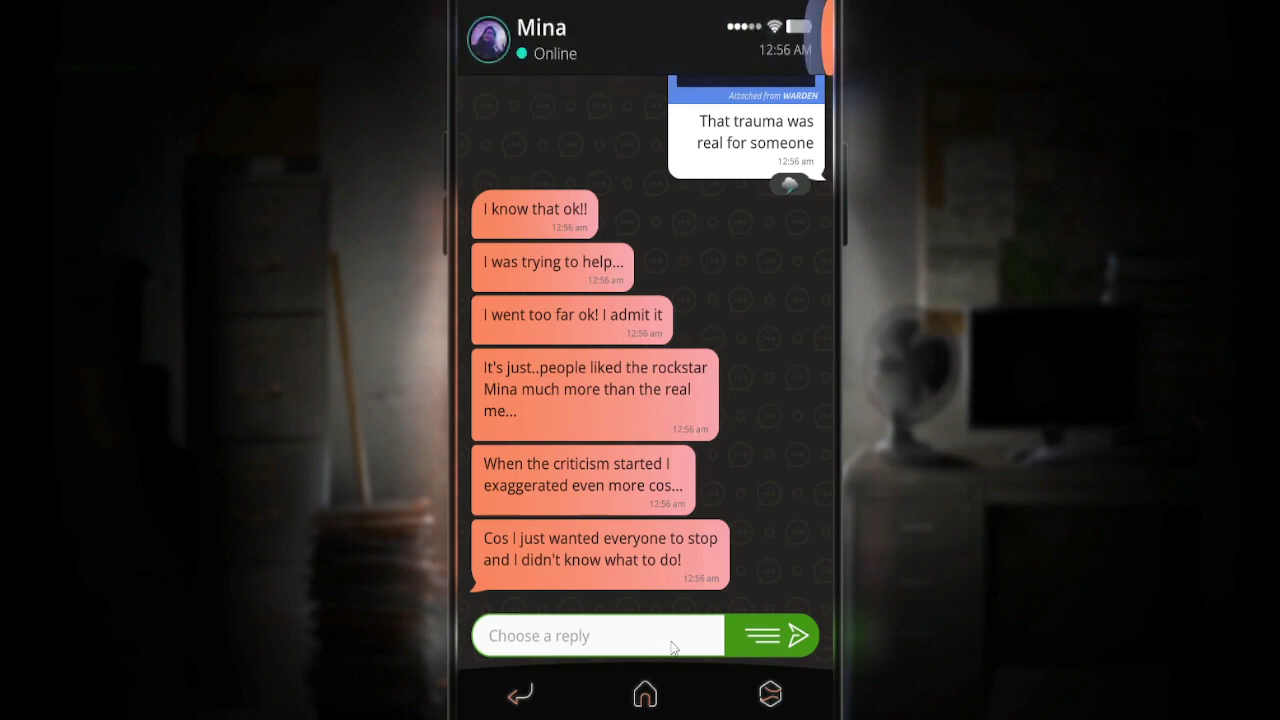 Mina
Online
12:56 AM
Attached from WARDEN
That trauma was
real for someone
12:56 am
I know that ok!!
12:56 am
I was trying to help...
12:56 am
I went too far ok! I admit it
12:56 am
It's just..people liked the rockstar
Mina much more than the real
me...
12:56 am
When the criticism started I
exaggerated even more cos...
12:56 am
Cos I just wanted everyone to stop
and I didn't know what to do!
12:56 am
Choose a reply